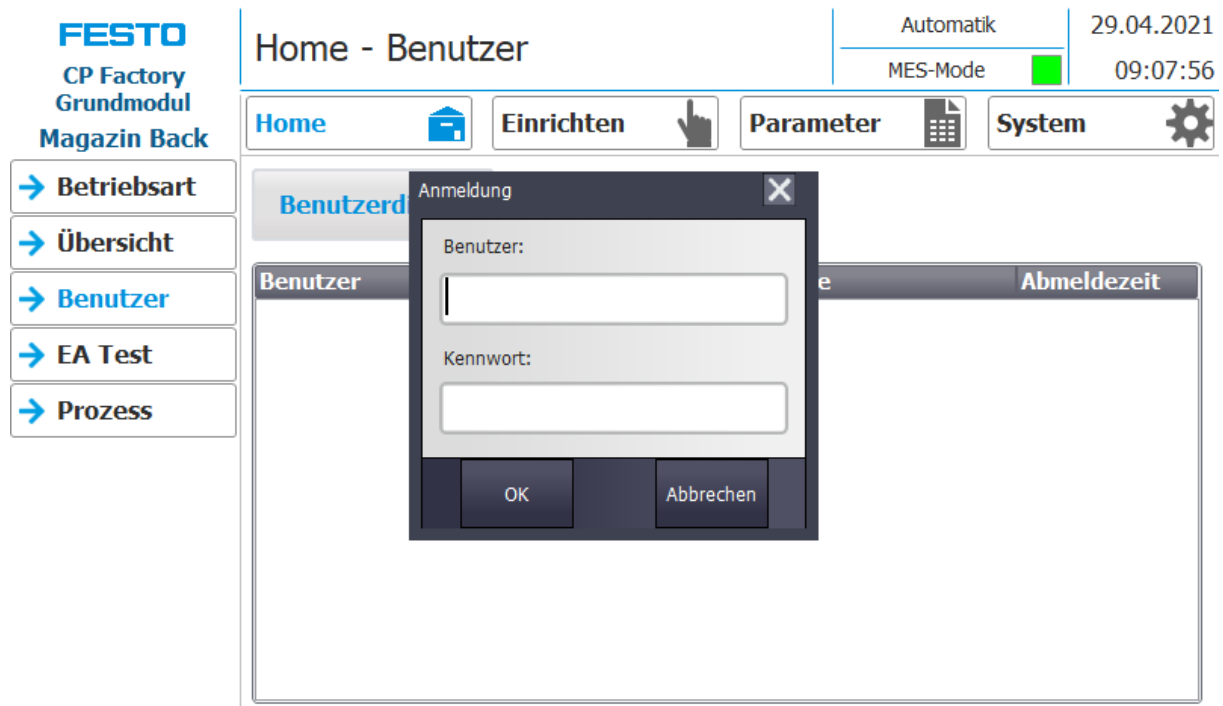 FESTO
CP Factory
Grundmodul
Magazin Back
Home - Benutzer
Automatik
MES-Mode
29.04.2021
09:07:56
Home
Einrichten
Parameter
System
Betriebsart
Übersicht
Benutzer
EA Test
Prozess
Anmeldung
Benutzer:
Kennwort:
OK
Abbrechen
Benutzer
Abmeldezeit